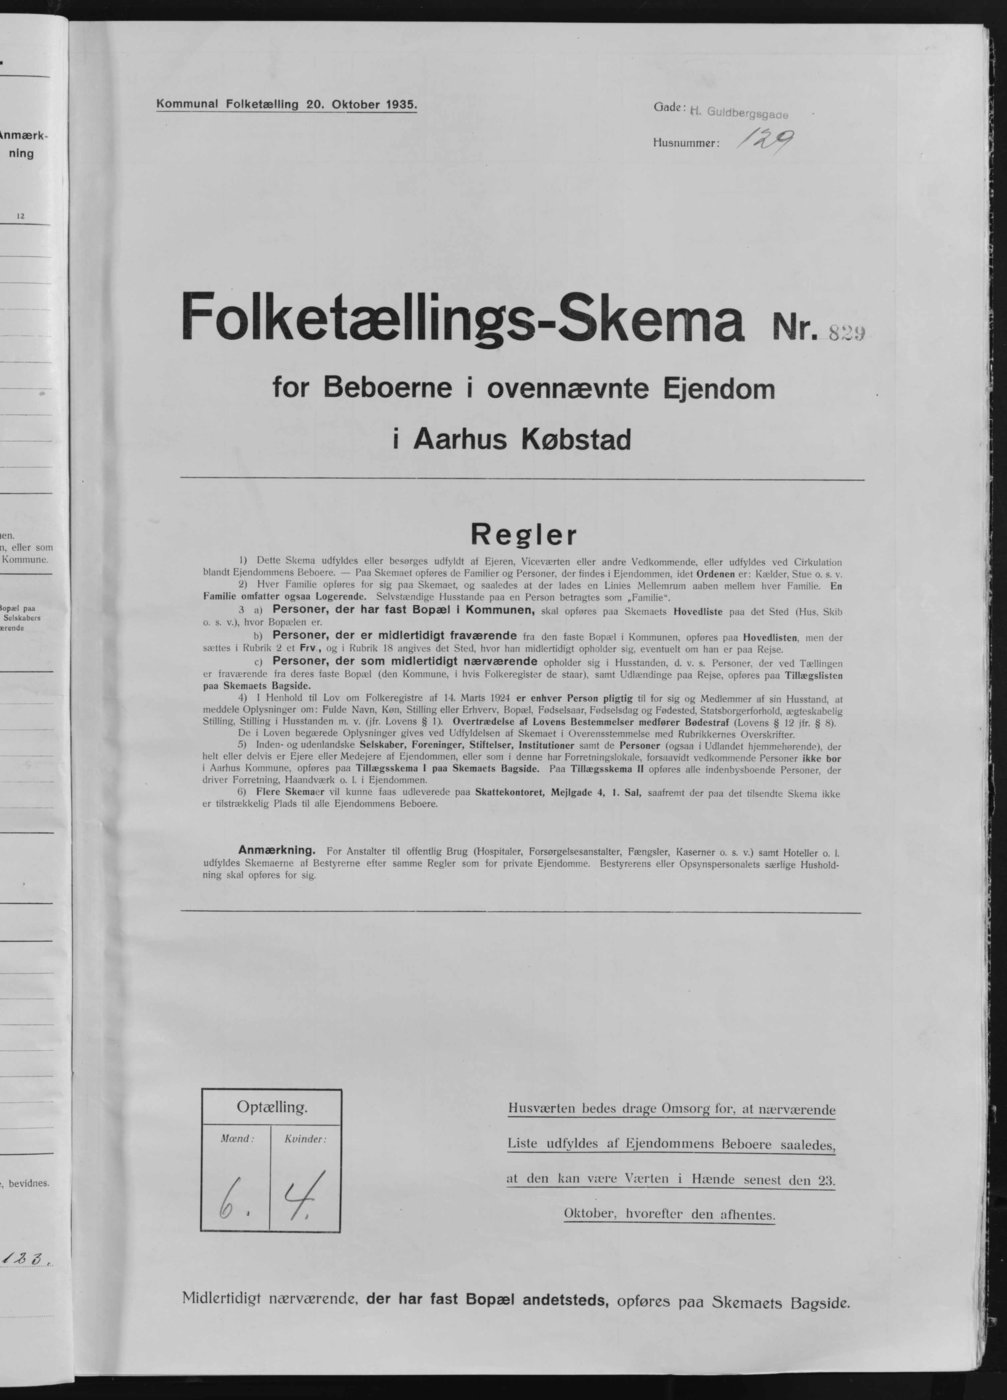 Anmærk-
ning
12
en.
n, eller som
Kommune.
Bopæl paa
Selskabers
ærende
e, bevidnes.
123.
Kommunal Folketælling 20. Oktober 1935.
Gade: H. Guldbergsgade
Husnummer: 129
Folketællings-Skema Nr. 829
for Beboerne i ovennævnte Ejendom
i Aarhus Købstad
Regler
1) Dette Skema udfyldes eller besørges udfyldt af Ejeren, Viceværten eller andre Vedkommende, eller udfyldes ved Cirkulation
blandt Ejendommens Beboere. — Paa Skemaet opføres de Familier og Personer, der findes i Ejendommen, idet Ordenen er: Kælder, Stue o. s. v.
2) Hver Familie opføres for sig paa Skemaet, og saaledes at der lades en Linies Mellemrum aaben mellem hver Familie. En
Familie omfatter ogsaa Logerende. Selvstændige Husstande paa en Person betragtes som „Familie“.
3 a) Personer, der har fast Bopæl i Kommunen, skal opføres paa Skemaets Hovedliste paa det Sted (Hus, Skib
o. s. v.), hvor Bopælen er.
b) Personer, der er midlertidigt fraværende fra den faste Bopæl i Kommunen, opføres paa Hovedlisten, men der
sættes i Rubrik 2 et Frv., og i Rubrik 18 angives det Sted, hvor han midlertidigt opholder sig, eventuelt om han er paa Rejse.
c) Personer, der som midlertidigt nærværende opholder sig i Husstanden, d. v. s. Personer, der ved Tællingen
er fraværende fra deres faste Bopæl (den Kommune, i hvis Folkeregister de staar), samt Udlændinge paa Rejse, opføres paa Tillægslisten
paa Skemaets Bagside.
4) I Henhold til Lov om Folkeregistre af 14. Marts 1924 er enhver Person pligtig til for sig og Medlemmer af sin Husstand, at
meddele Oplysninger om: Fulde Navn, Køn, Stilling eller Erhverv, Bopæl, Fødselsaar, Fødselsdag og Fødested, Statsborgerforhold, ægteskabelig
Stilling, Stilling i Husstanden m. v. (jfr. Lovens § 1). Overtrædelse af Lovens Bestemmelser medfører Bødestraf (Lovens § 12 jfr. § 8).
De i Loven begærede Oplysninger gives ved Udfyldelsen af Skemaet i Overensstemmelse med Rubrikkernes Overskrifter.
5) Inden- og udenlandske Selskaber, Foreninger, Stiftelser, Institutioner samt de Personer (ogsaa i Udlandet hjemmehørende), der
helt eller delvis er Ejere eller Medejere af Ejendommen, eller som i denne har Forretningslokale, forsaavidt vedkommende Personer ikke bor
i Aarhus Kommune, opføres paa Tillægsskema I paa Skemaets Bagside. Paa Tillægsskema II opføres alle indenbysboende Personer, der
driver Forretning, Haandværk o. l. i Ejendommen.
6) Flere Skemaer vil kunne faas udleverede paa Skattekontoret, Mejlgade 4, 1. Sal, saafremt der paa det tilsendte Skema ikke
er tilstrækkelig Plads til alle Ejendommens Beboere.
Anmærkning. For Anstalter til offentlig Brug (Hospitaler, Forsørgelsesanstalter, Fængsler, Kaserner o. s. v.) samt Hoteller o. l.
udfyldes Skemaerne af Bestyrerne efter samme Regler som for private Ejendomme. Bestyrerens eller Opsynspersonalets særlige Hushold-
ning skal opføres for sig.
Optælling.
Mænd: Kvinder:
6. 4.
Husværten bedes drage Omsorg for, at nærværende
Liste udfyldes af Ejendommens Beboere saaledes,
at den kan være Værten i Hænde senest den 23.
Oktober, hvorefter den afhentes.
Midlertidigt nærværende, der har fast Bopæl andetsteds, opføres paa Skemaets Bagside.